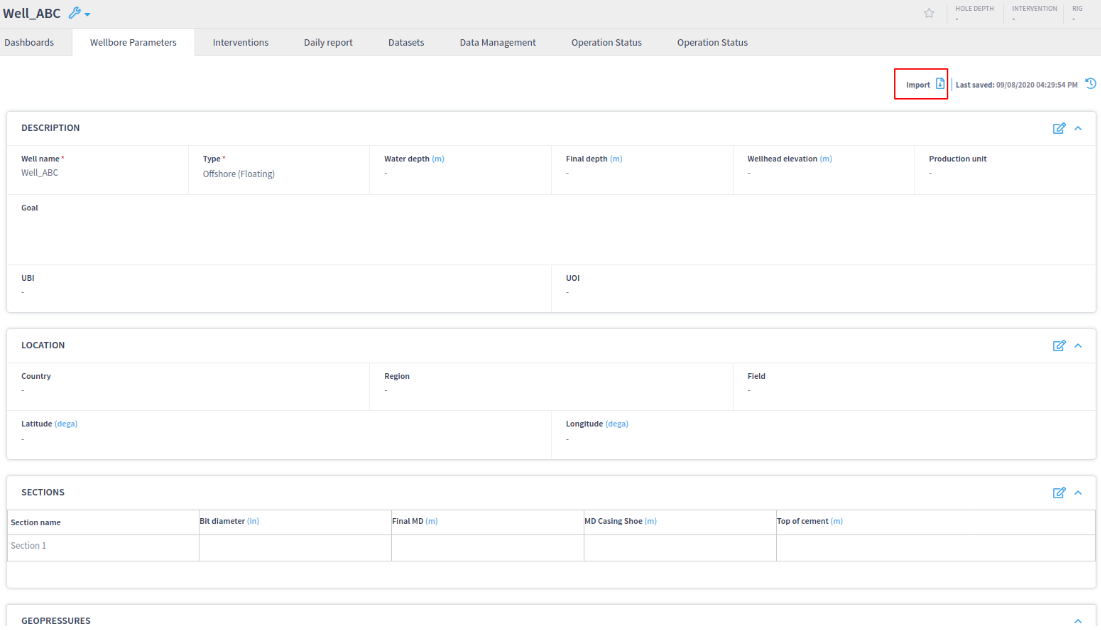 Well_ABC
HOLE DEPTH INTERVENTION RIG
- - -
Dashboards Wellbore Parameters Interventions Daily report Datasets Data Management Operation Status Operation Status
Import Last saved: 09/08/2020 04:29:54 PM
DESCRIPTION
Well name * Type * Water depth (m) Final depth (m) Wellhead elevation (m) Production unit
Well_ABC Offshore (Floating) - - - -
Goal
UBI UOI
- -
LOCATION
Country Region Field
- - -
Latitude (dega) Longitude (dega)
- -
SECTIONS
Section name Bit diameter (in) Final MD (m) MD Casing Shoe (m) Top of cement (m)
Section 1
GEOPRESSURES